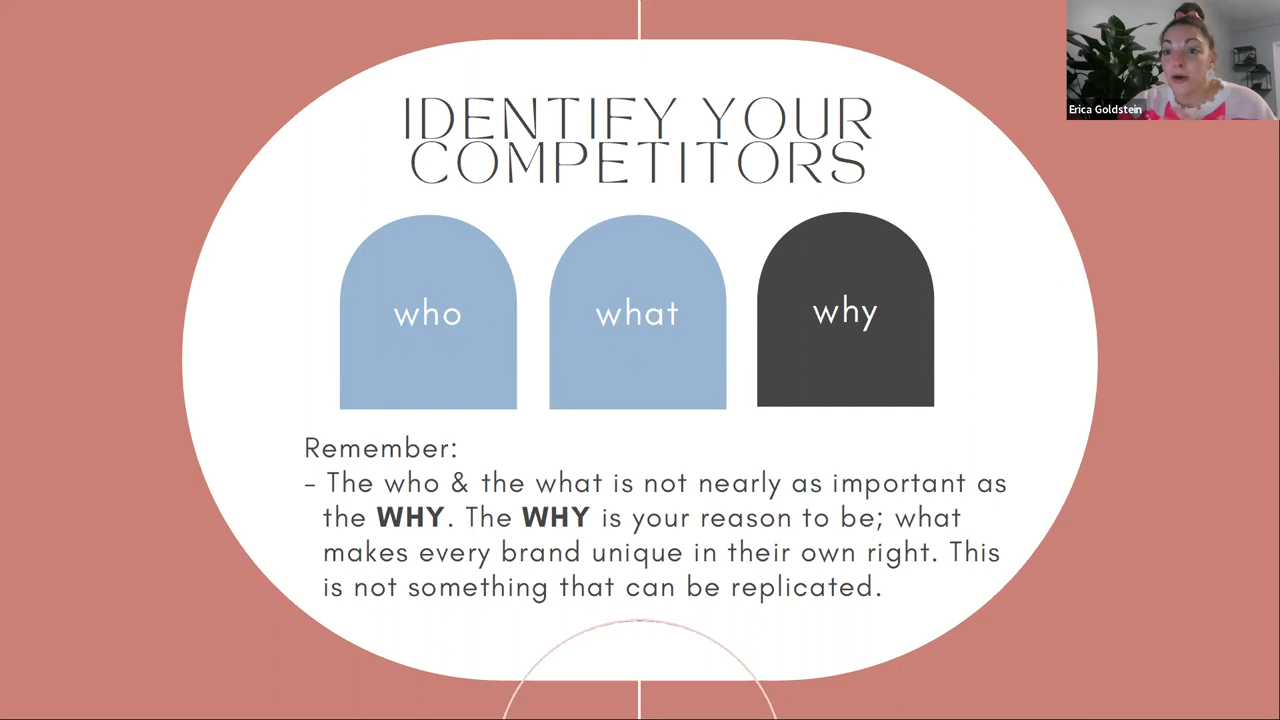 IDENTIFY YOUR
COMPETITORS
who
what
why
Remember:
- The who & the what is not nearly as important as
the WHY. The WHY is your reason to be; what
makes every brand unique in their own right. This
is not something that can be replicated.
Erica Goldstein